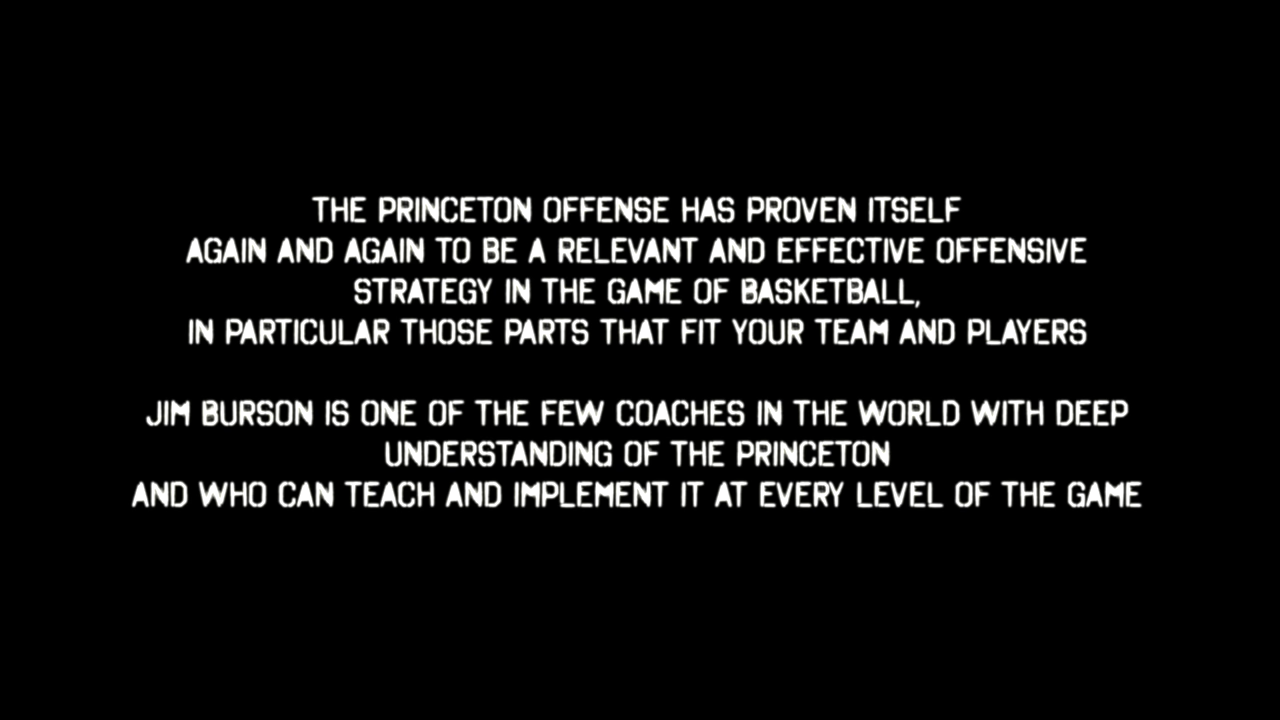 THE PRINCETON OFFENSE HAS PROVEN ITSELF
AGAIN AND AGAIN TO BE A RELEVANT AND EFFECTIVE OFFENSIVE
STRATEGY IN THE GAME OF BASKETBALL,
IN PARTICULAR THOSE PARTS THAT FIT YOUR TEAM AND PLAYERS
JIM BURSON IS ONE OF THE FEW COACHES IN THE WORLD WITH DEEP
UNDERSTANDING OF THE PRINCETON
AND WHO CAN TEACH AND IMPLEMENT IT AT EVERY LEVEL OF THE GAME